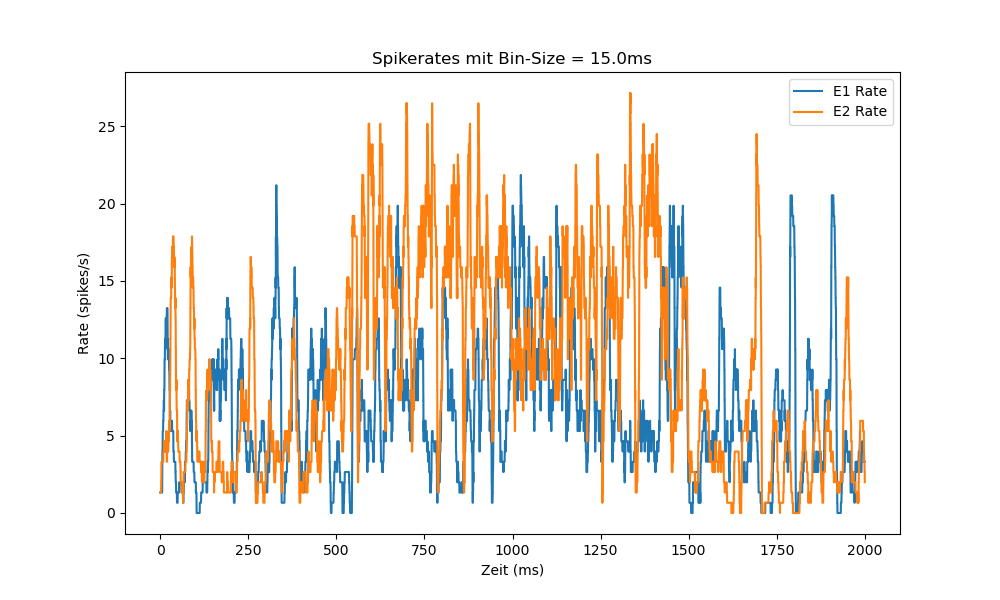 Spikerates mit Bin-Size = 15.0ms
E1 Rate
E2 Rate
Rate (spikes/s)
25
20
15
10
5
0
0 250 500 750 1000 1250 1500 1750 2000
Zeit (ms)